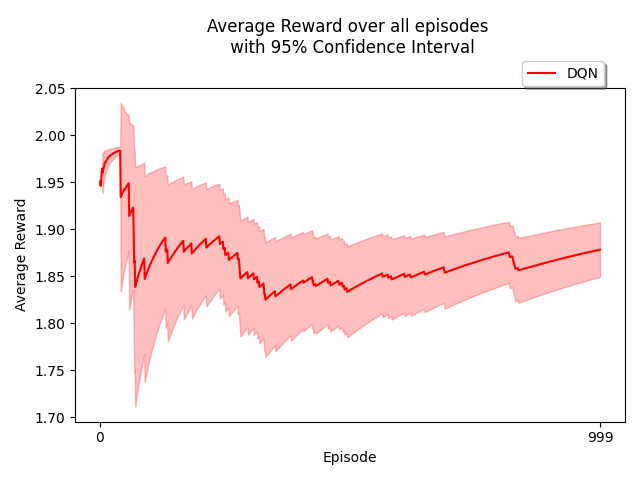 Average Reward over all episodes
with 95% Confidence Interval
DQN
2.05
2.00
1.95
1.90
1.85
1.80
1.75
1.70
Average Reward
0
999
Episode